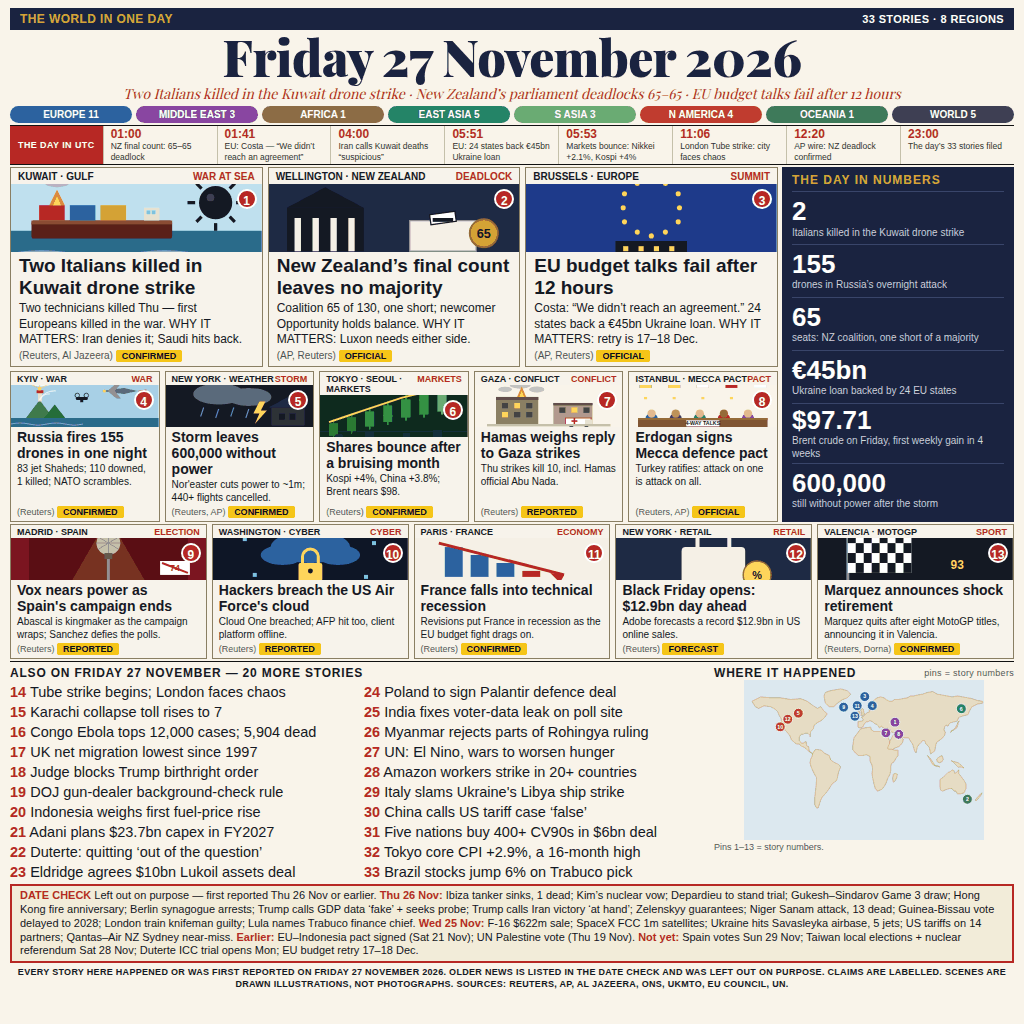 THE WORLD IN ONE DAY
33 STORIES · 8 REGIONS
Friday 27 November 2026
Two Italians killed in the Kuwait drone strike · New Zealand's parliament deadlocks 65–65 · EU budget talks fail after 12 hours
EUROPE 11
MIDDLE EAST 3
AFRICA 1
EAST ASIA 5
S ASIA 3
N AMERICA 4
OCEANIA 1
WORLD 5
THE DAY IN UTC
01:00
NZ final count: 65–65
deadlock
01:41
EU: Costa — “We didn’t
reach an agreement”
04:00
Iran calls Kuwait deaths
“suspicious”
05:51
EU: 24 states back €45bn
Ukraine loan
05:53
Markets bounce: Nikkei
+2.1%, Kospi +4%
11:06
London Tube strike: city
faces chaos
12:20
AP wire: NZ deadlock
confirmed
23:00
The day’s 33 stories filed
KUWAIT · GULF
WAR AT SEA
1
Two Italians killed in
Kuwait drone strike
Two technicians killed Thu — first
Europeans killed in the war. WHY IT
MATTERS: Iran denies it; Saudi hits back.
(Reuters, Al Jazeera) CONFIRMED
WELLINGTON · NEW ZEALAND
DEADLOCK
2
65
New Zealand’s final count
leaves no majority
Coalition 65 of 130, one short; newcomer
Opportunity holds balance. WHY IT
MATTERS: Luxon needs either side.
(AP, Reuters) OFFICIAL
BRUSSELS · EUROPE
SUMMIT
3
EU budget talks fail after
12 hours
Costa: “We didn’t reach an agreement.” 24
states back a €45bn Ukraine loan. WHY IT
MATTERS: retry is 17–18 Dec.
(AP, Reuters) OFFICIAL
THE DAY IN NUMBERS
2
Italians killed in the Kuwait drone strike
155
drones in Russia’s overnight attack
65
seats: NZ coalition, one short of a majority
€45bn
Ukraine loan backed by 24 EU states
$97.71
Brent crude on Friday, first weekly gain in 4
weeks
600,000
still without power after the storm
KYIV · WAR
WAR
4
Russia fires 155
drones in one night
83 jet Shaheds; 110 downed,
1 killed; NATO scrambles.
(Reuters) CONFIRMED
NEW YORK · WEATHER
STORM
5
Storm leaves
600,000 without
power
Nor'easter cuts power to ~1m;
440+ flights cancelled.
(Reuters, AP) CONFIRMED
TOKYO · SEOUL ·
MARKETS
MARKETS
6
Shares bounce after
a bruising month
Kospi +4%, China +3.8%;
Brent nears $98.
(Reuters) CONFIRMED
GAZA · CONFLICT
CONFLICT
7
Hamas weighs reply
to Gaza strikes
Thu strikes kill 10, incl. Hamas
official Abu Nada.
(Reuters) REPORTED
ISTANBUL · MECCA PACT
PACT
8
4-WAY TALKS
Erdogan signs
Mecca defence pact
Turkey ratifies: attack on one
is attack on all.
(Reuters, AP) OFFICIAL
MADRID · SPAIN
ELECTION
9
74
Vox nears power as
Spain's campaign ends
Abascal is kingmaker as the campaign
wraps; Sanchez defies the polls.
(Reuters) REPORTED
WASHINGTON · CYBER
CYBER
10
Hackers breach the US Air
Force's cloud
Cloud One breached; AFP hit too, client
platform offline.
(Reuters) REPORTED
PARIS · FRANCE
ECONOMY
11
France falls into technical
recession
Revisions put France in recession as the
EU budget fight drags on.
(Reuters) CONFIRMED
NEW YORK · RETAIL
RETAIL
12
%
Black Friday opens:
$12.9bn day ahead
Adobe forecasts a record $12.9bn in US
online sales.
(Reuters) FORECAST
VALENCIA · MOTOGP
SPORT
13
93
Marquez announces shock
retirement
Marquez quits after eight MotoGP titles,
announcing it in Valencia.
(Reuters, Dorna) CONFIRMED
ALSO ON FRIDAY 27 NOVEMBER — 20 MORE STORIES
14 Tube strike begins; London faces chaos
15 Karachi collapse toll rises to 7
16 Congo Ebola tops 12,000 cases; 5,904 dead
17 UK net migration lowest since 1997
18 Judge blocks Trump birthright order
19 DOJ gun-dealer background-check rule
20 Indonesia weighs first fuel-price rise
21 Adani plans $23.7bn capex in FY2027
22 Duterte: quitting ‘out of the question’
23 Eldridge agrees $10bn Lukoil assets deal
24 Poland to sign Palantir defence deal
25 India fixes voter-data leak on poll site
26 Myanmar rejects parts of Rohingya ruling
27 UN: El Nino, wars to worsen hunger
28 Amazon workers strike in 20+ countries
29 Italy slams Ukraine’s Libya ship strike
30 China calls US tariff case ‘false’
31 Five nations buy 400+ CV90s in $6bn deal
32 Tokyo core CPI +2.9%, a 16-month high
33 Brazil stocks jump 6% on Trabuco pick
WHERE IT HAPPENED
pins = story numbers
Pins 1–13 = story numbers.
DATE CHECK Left out on purpose — first reported Thu 26 Nov or earlier. Thu 26 Nov: Ibiza tanker sinks, 1 dead; Kim’s nuclear vow; Depardieu to stand trial; Gukesh–Sindarov Game 3 draw; Hong
Kong fire anniversary; Berlin synagogue arrests; Trump calls GDP data ‘fake’ + seeks probe; Trump calls Iran victory ‘at hand’; Zelenskyy guarantees; Niger Sanam attack, 13 dead; Guinea-Bissau vote
delayed to 2028; London train knifeman guilty; Lula names Trabuco finance chief. Wed 25 Nov: F-16 $622m sale; SpaceX FCC 1m satellites; Ukraine hits Savasleyka airbase, 5 jets; US tariffs on 14
partners; Qantas–Air NZ Sydney near-miss. Earlier: EU–Indonesia pact signed (Sat 21 Nov); UN Palestine vote (Thu 19 Nov). Not yet: Spain votes Sun 29 Nov; Taiwan local elections + nuclear
referendum Sat 28 Nov; Duterte ICC trial opens Mon; EU budget retry 17–18 Dec.
EVERY STORY HERE HAPPENED OR WAS FIRST REPORTED ON FRIDAY 27 NOVEMBER 2026. OLDER NEWS IS LISTED IN THE DATE CHECK AND WAS LEFT OUT ON PURPOSE. CLAIMS ARE LABELLED. SCENES ARE
DRAWN ILLUSTRATIONS, NOT PHOTOGRAPHS. SOURCES: REUTERS, AP, AL JAZEERA, ONS, UKMTO, EU COUNCIL, UN.